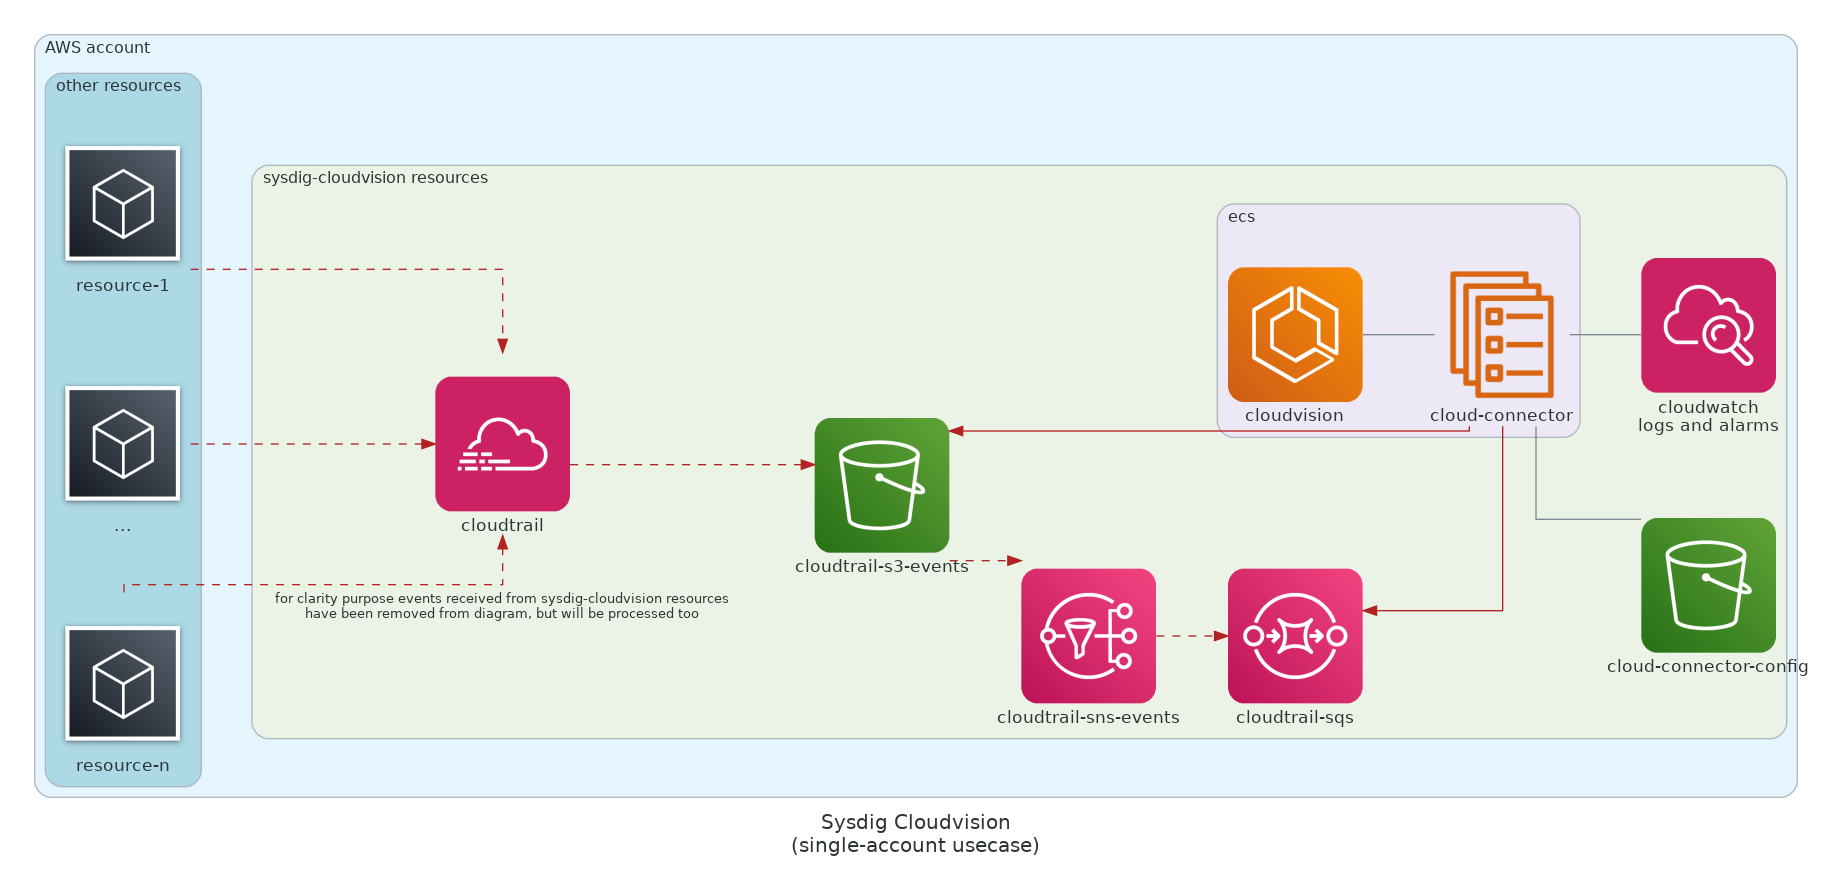 AWS account
other resources
resource-1
...
resource-n
sysdig-cloudvision resources
cloudtrail
for clarity purpose events received from sysdig-cloudvision resources
have been removed from diagram, but will be processed too
cloudtrail-s3-events
cloudtrail-sns-events
cloudtrail-sqs
ecs
cloudvision
cloud-connector
cloudwatch
logs and alarms
cloud-connector-config
Sysdig Cloudvision
(single-account usecase)